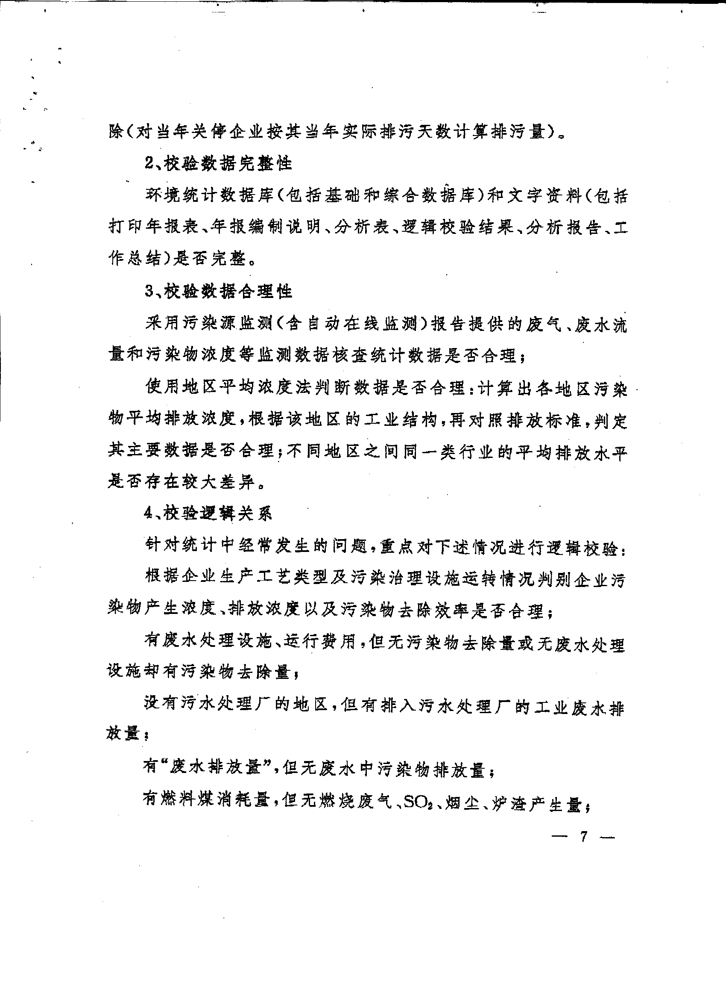 除(对当年关停企业按其当年实际排污天数计算排污量)。
2、校验数据完整性
环境统计数据库(包括基础和综合数据库)和文字资料(包括
打印年报表、年报编制说明、分析表、逻辑校验结果、分析报告、工
作总结)是否完整。
3、校验数据合理性
采用污染源监测(含自动在线监测)报告提供的废气、废水流
量和污染物浓度等监测数据核查统计数据是否合理;
使用地区平均浓度法判断数据是否合理:计算出各地区污染
物平均排放浓度,根据该地区的工业结构,再对照排放标准,判定
其主要数据是否合理;不同地区之间同一类行业的平均排放水平
是否存在较大差异。
4、校验逻辑关系
针对统计中经常发生的问题,重点对下述情况进行逻辑校验:
根据企业生产工艺类型及污染治理设施运转情况判别企业污
染物产生浓度、排放浓度以及污染物去除效率是否合理;
有废水处理设施、运行费用,但无污染物去除量或无废水处理
设施却有污染物去除量;
没有污水处理厂的地区,但有排入污水处理厂的工业废水排
放量;
有“废水排放量”,但无废水中污染物排放量;
有燃料煤消耗量,但无燃烧废气、SO₂、烟尘、炉渣产生量;
— 7 —